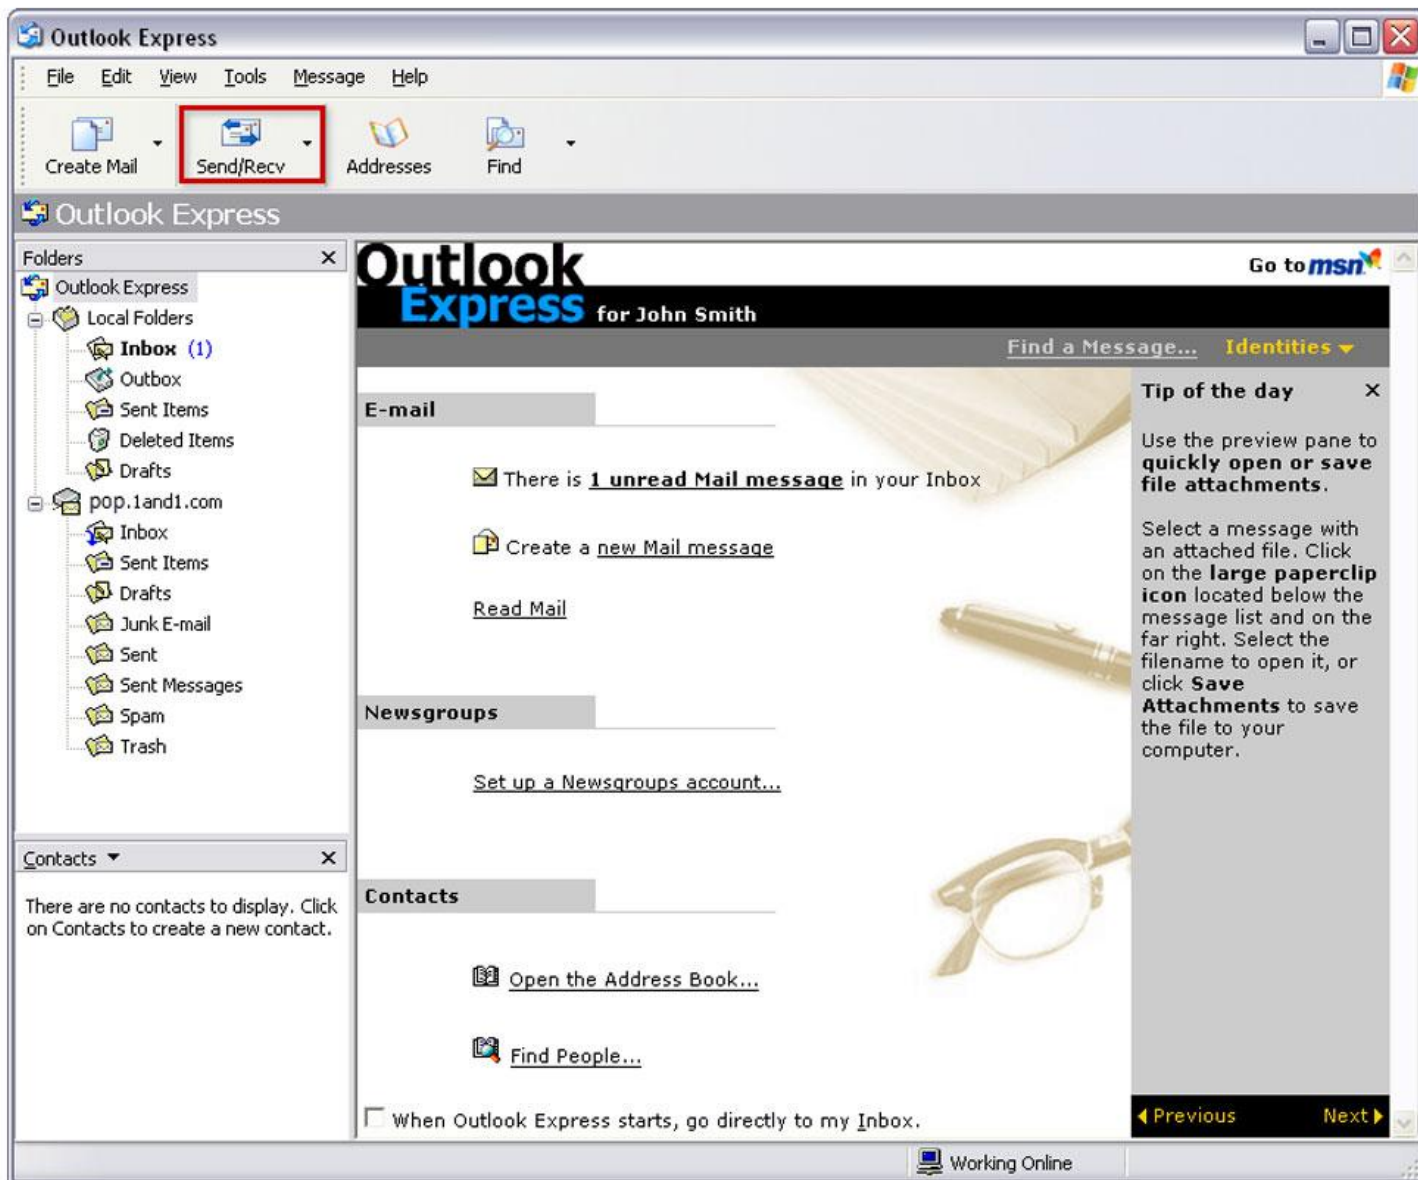 Outlook Express
File Edit View Tools Message Help
Create Mail Send/Recv Addresses Find
Outlook Express
Folders
Outlook Express
Local Folders
Inbox (1)
Outbox
Sent Items
Deleted Items
Drafts
pop.1and1.com
Inbox
Sent Items
Drafts
Junk E-mail
Sent
Sent Messages
Spam
Trash
Contacts
There are no contacts to display. Click
on Contacts to create a new contact.
Outlook
Go to msn
Express for John Smith
Find a Message... Identities
E-mail
There is 1 unread Mail message in your Inbox
Create a new Mail message
Read Mail
Newsgroups
Set up a Newsgroups account...
Contacts
Open the Address Book...
Find People...
When Outlook Express starts, go directly to my Inbox.
Tip of the day
Use the preview pane to
quickly open or save
file attachments.
Select a message with
an attached file. Click
on the large paperclip
icon located below the
message list and on the
far right. Select the
filename to open it, or
click Save
Attachments to save
the file to your
computer.
Previous Next
Working Online